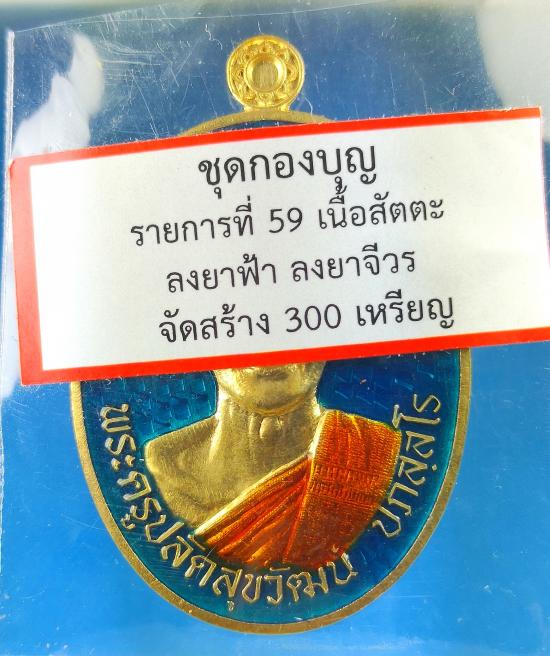 ชุดกองบุญ
รายการที่ 59 เนื้อสัตตะ
ลงยาฟ้า ลงยาจีวร
จัดสร้าง 300 เหรียญ
พระครูปลัดสุขวัฒน์ ปภสฺสโร